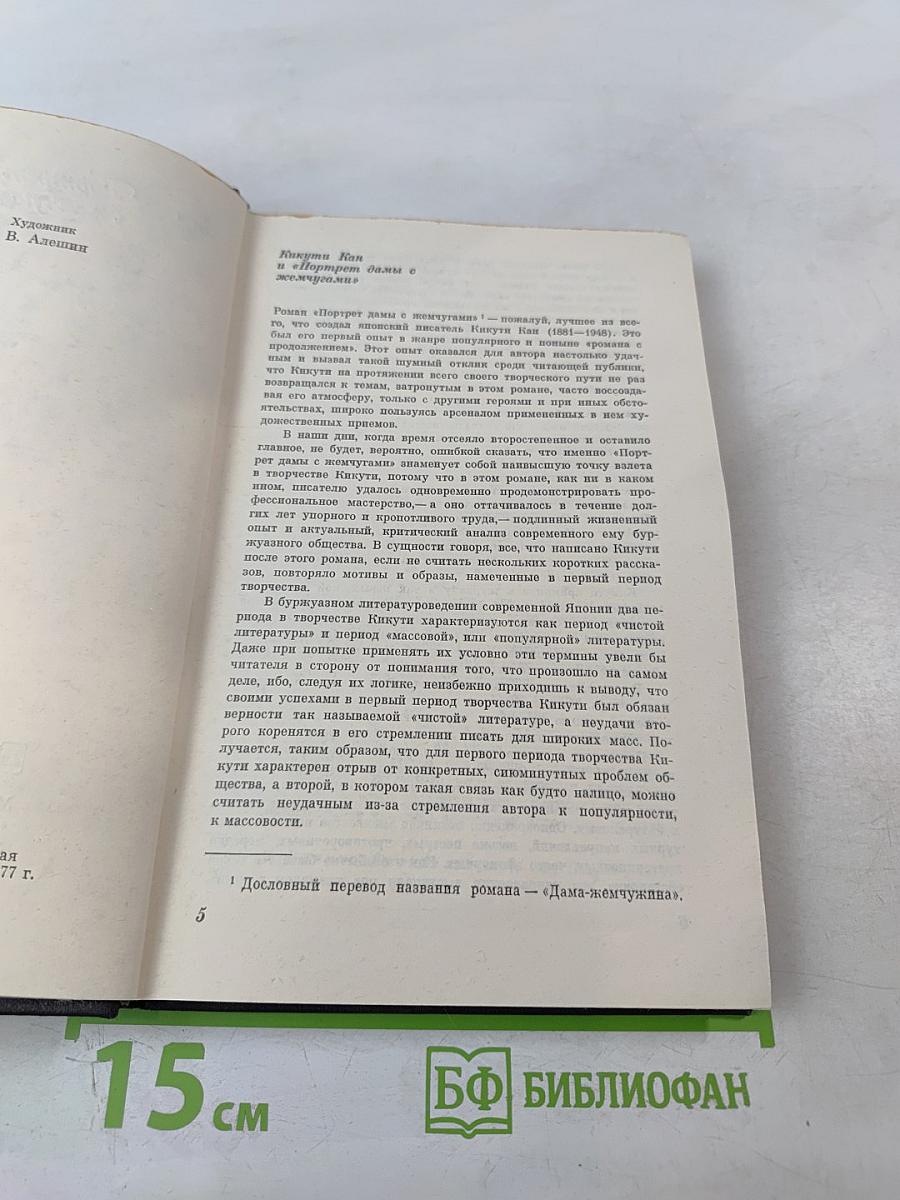 Художник
В. Алешин
ая
77 г.
Кикути Кан
и «Портрет дамы с
жемчугами»
Роман «Портрет дамы с жемчугами» ¹ — пожалуй, лучшее из все-
го, что создал японский писатель Кикути Кан (1881—1948). Это
был его первый опыт в жанре популярного и поныне «романа с
продолжением». Этот опыт оказался для автора настолько удач-
ным и вызвал такой шумный отклик среди читающей публики,
что Кикути на протяжении всего своего творческого пути не раз
возвращался к темам, затронутым в этом романе, часто воссозда-
вая его атмосферу, только с другими героями и при иных обсто-
ятельствах, широко пользуясь арсеналом примененных в нем ху-
дожественных приемов.
В наши дни, когда время отсеяло второстепенное и оставило
главное, не будет, вероятно, ошибкой сказать, что именно «Порт-
рет дамы с жемчугами» знаменует собой наивысшую точку взлета
в творчестве Кикути, потому что в этом романе, как ни в каком
ином, писателю удалось одновременно продемонстрировать про-
фессиональное мастерство,— а оно оттачивалось в течение дол-
гих лет упорного и кропотливого труда,— подлинный жизненный
опыт и актуальный, критический анализ современного ему бур-
жуазного общества. В сущности говоря, все, что написано Кикути
после этого романа, если не считать нескольких коротких расска-
зов, повторяло мотивы и образы, намеченные в первый период
творчества.
В буржуазном литературоведении современной Японии два пе-
риода в творчестве Кикути характеризуются как период «чистой
литературы» и период «массовой», или «популярной» литературы.
Даже при попытке применять их условно эти термины увели бы
читателя в сторону от понимания того, что произошло на самом
деле, ибо, следуя их логике, неизбежно приходишь к выводу, что
своими успехами в первый период творчества Кикути был обязан
верности так называемой «чистой» литературе, а неудачи вто-
рого коренятся в его стремлении писать для широких масс. По-
лучается, таким образом, что для первого периода творчества Ки-
кути характерен отрыв от конкретных, сиюминутных проблем об-
щества, а второй, в котором такая связь как будто налицо, можно
считать неудачным из-за стремления автора к популярности,
к массовости.
¹ Дословный перевод названия романа — «Дама-жемчужина».
5
15 см
БФ БИБЛИОФАН